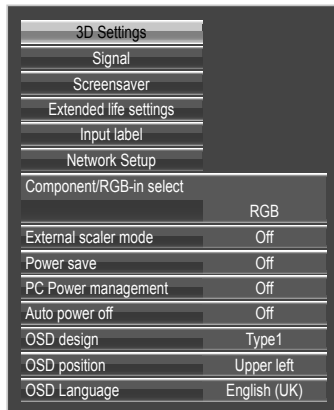 3D Settings
Signal
Screensaver
Extended life settings
Input label
Network Setup
Component/RGB-in select
RGB
External scaler mode Off
Power save Off
PC Power management Off
Auto power off Off
OSD design Type1
OSD position Upper left
OSD Language English (UK)